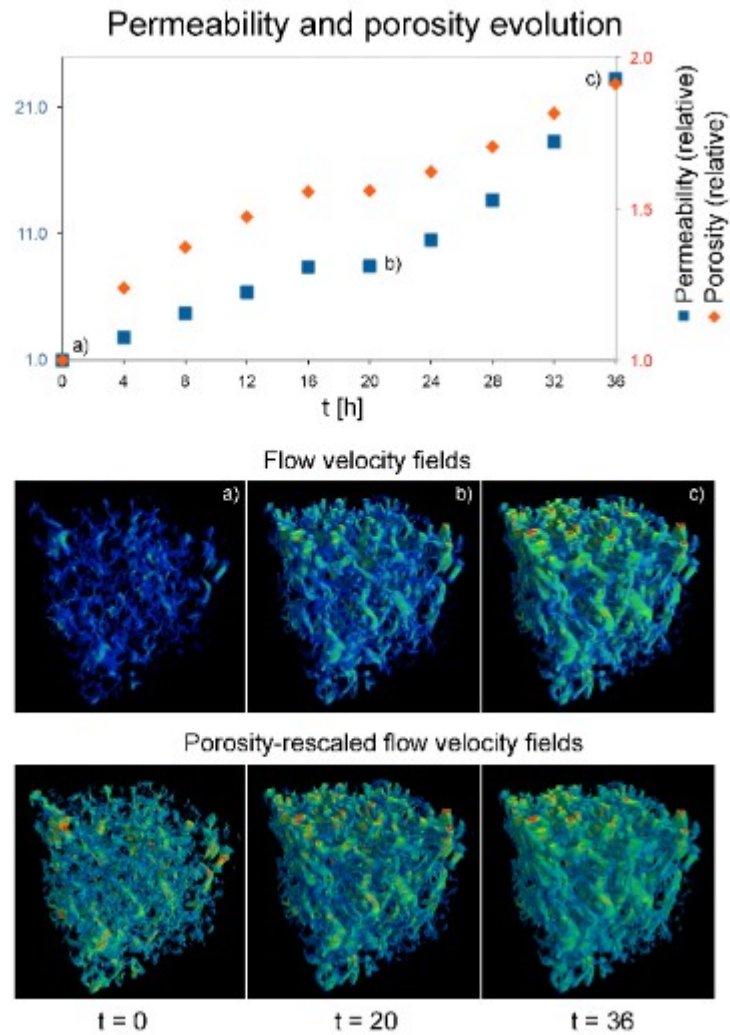 Permeability and porosity evolution
21.0
11.0
1.0
2.0
1.5
1.0
a)
b)
c)
0 4 8 12 16 20 24 28 32 36
t [h]
Permeability (relative)
Porosity (relative)
Flow velocity fields
a) b) c)
Porosity-rescaled flow velocity fields
t = 0 t = 20 t = 36